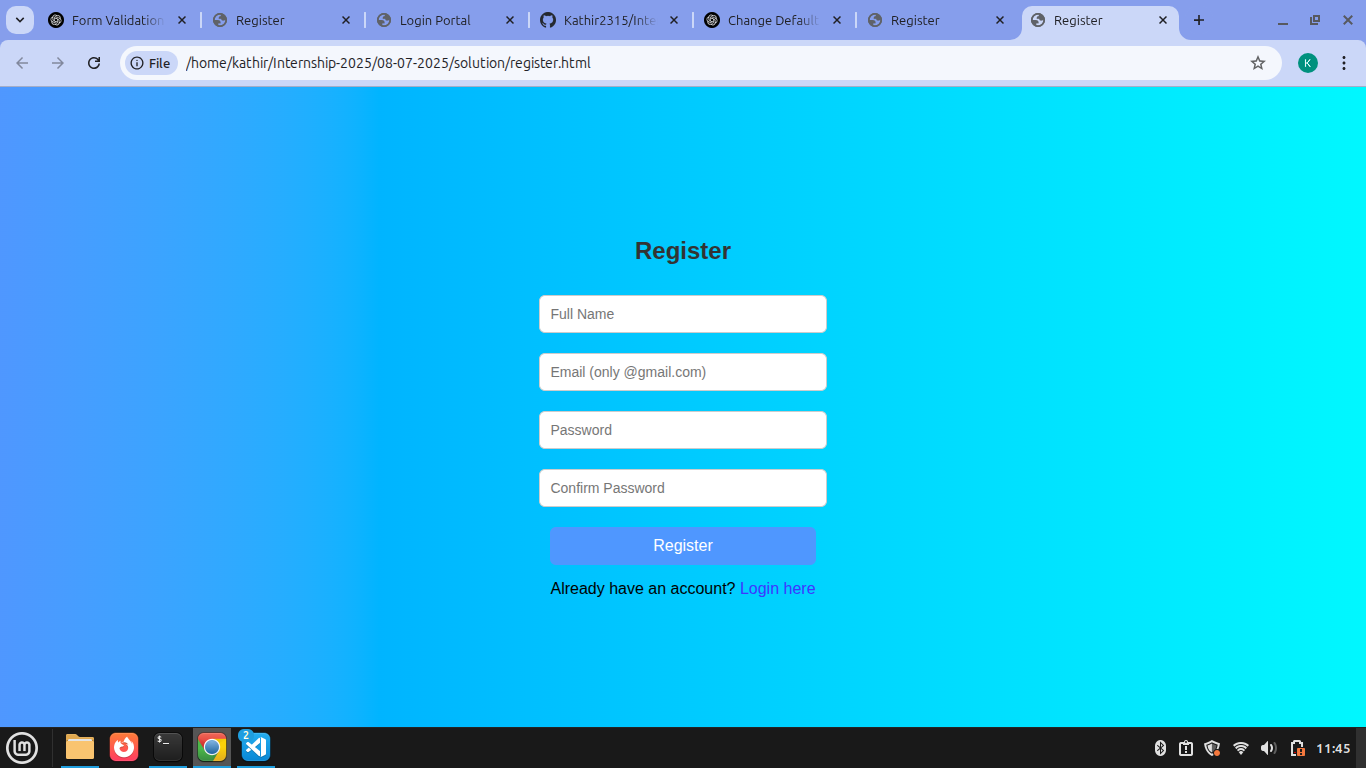 Form Validation
Register
Login Portal
Kathir2315/Inte
Change Default
Register
Register
File
/home/kathir/Internship-2025/08-07-2025/solution/register.html
K
Register
Full Name
Email (only @gmail.com)
Password
Confirm Password
Register
Already have an account? Login here
$_
2
11:45